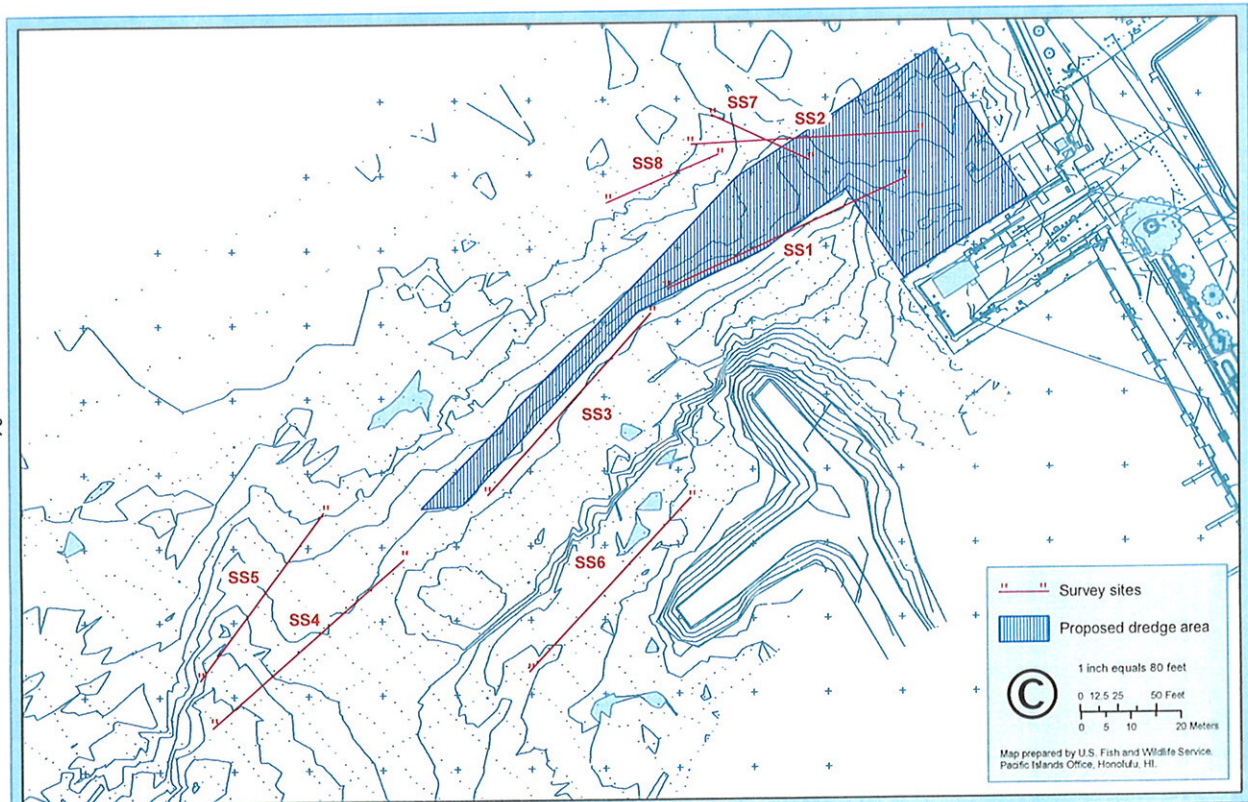 SS7
SS2
SS8
SS1
SS3
SS6
SS5
SS4
Survey sites
Proposed dredge area
©
1 inch equals 80 feet
0 12.5 25 50 Feet
0 5 10 20 Meters
Map prepared by U.S. Fish and Wildlife Service,
Pacific Islands Office, Honolulu, HI.